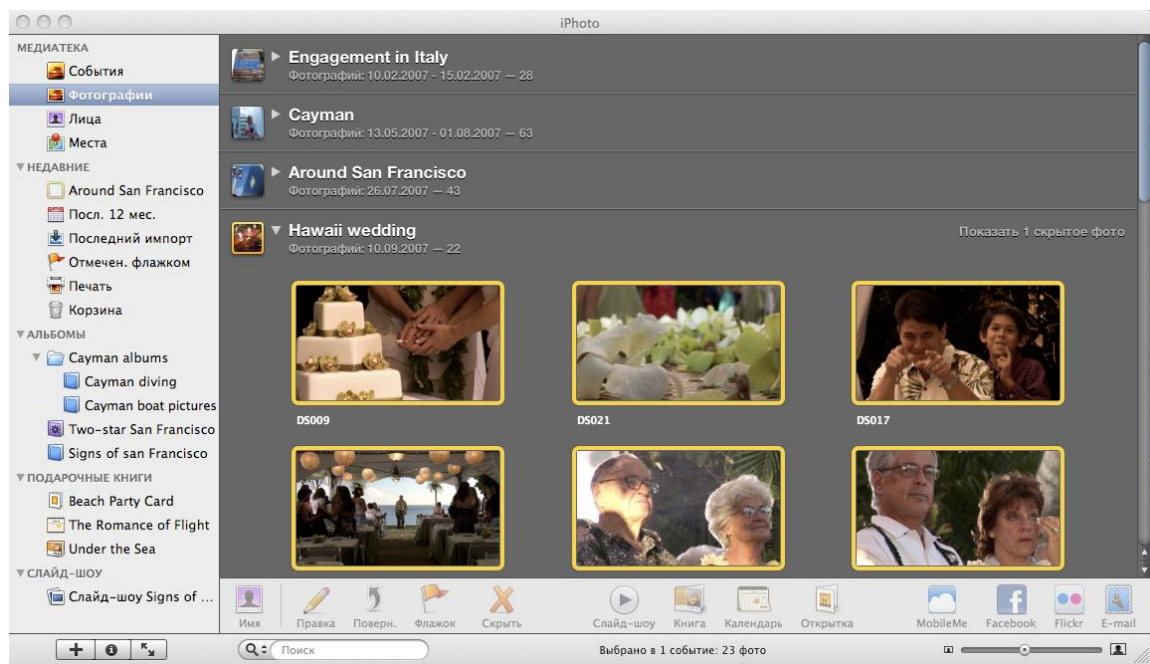 iPhoto
МЕДИАТЕКА
События
Фотографии
Лица
Места
НЕДАВНИЕ
Around San Francisco
Посл. 12 мес.
Последний импорт
Отмечен. флажком
Печать
Корзина
АЛЬБОМЫ
Cayman albums
Cayman diving
Cayman boat pictures
Two-star San Francisco
Signs of san Francisco
ПОДАРОЧНЫЕ КНИГИ
Beach Party Card
The Romance of Flight
Under the Sea
СЛАЙД-ШОУ
Слайд-шоу Signs of ...
Engagement in Italy
Фотографий: 10.02.2007 - 15.02.2007 — 28
Cayman
Фотографий: 13.05.2007 - 01.08.2007 — 63
Around San Francisco
Фотографий: 26.07.2007 — 43
Hawaii wedding
Показать 1 скрытое фото
Фотографий: 10.09.2007 — 22
DS009 DS021 DS017
Имя Правка Поверн. Флажок Скрыть Слайд-шоу Книга Календарь Открытка MobileMe Facebook Flickr E-mail
Поиск
Выбрано в 1 событие: 23 фото